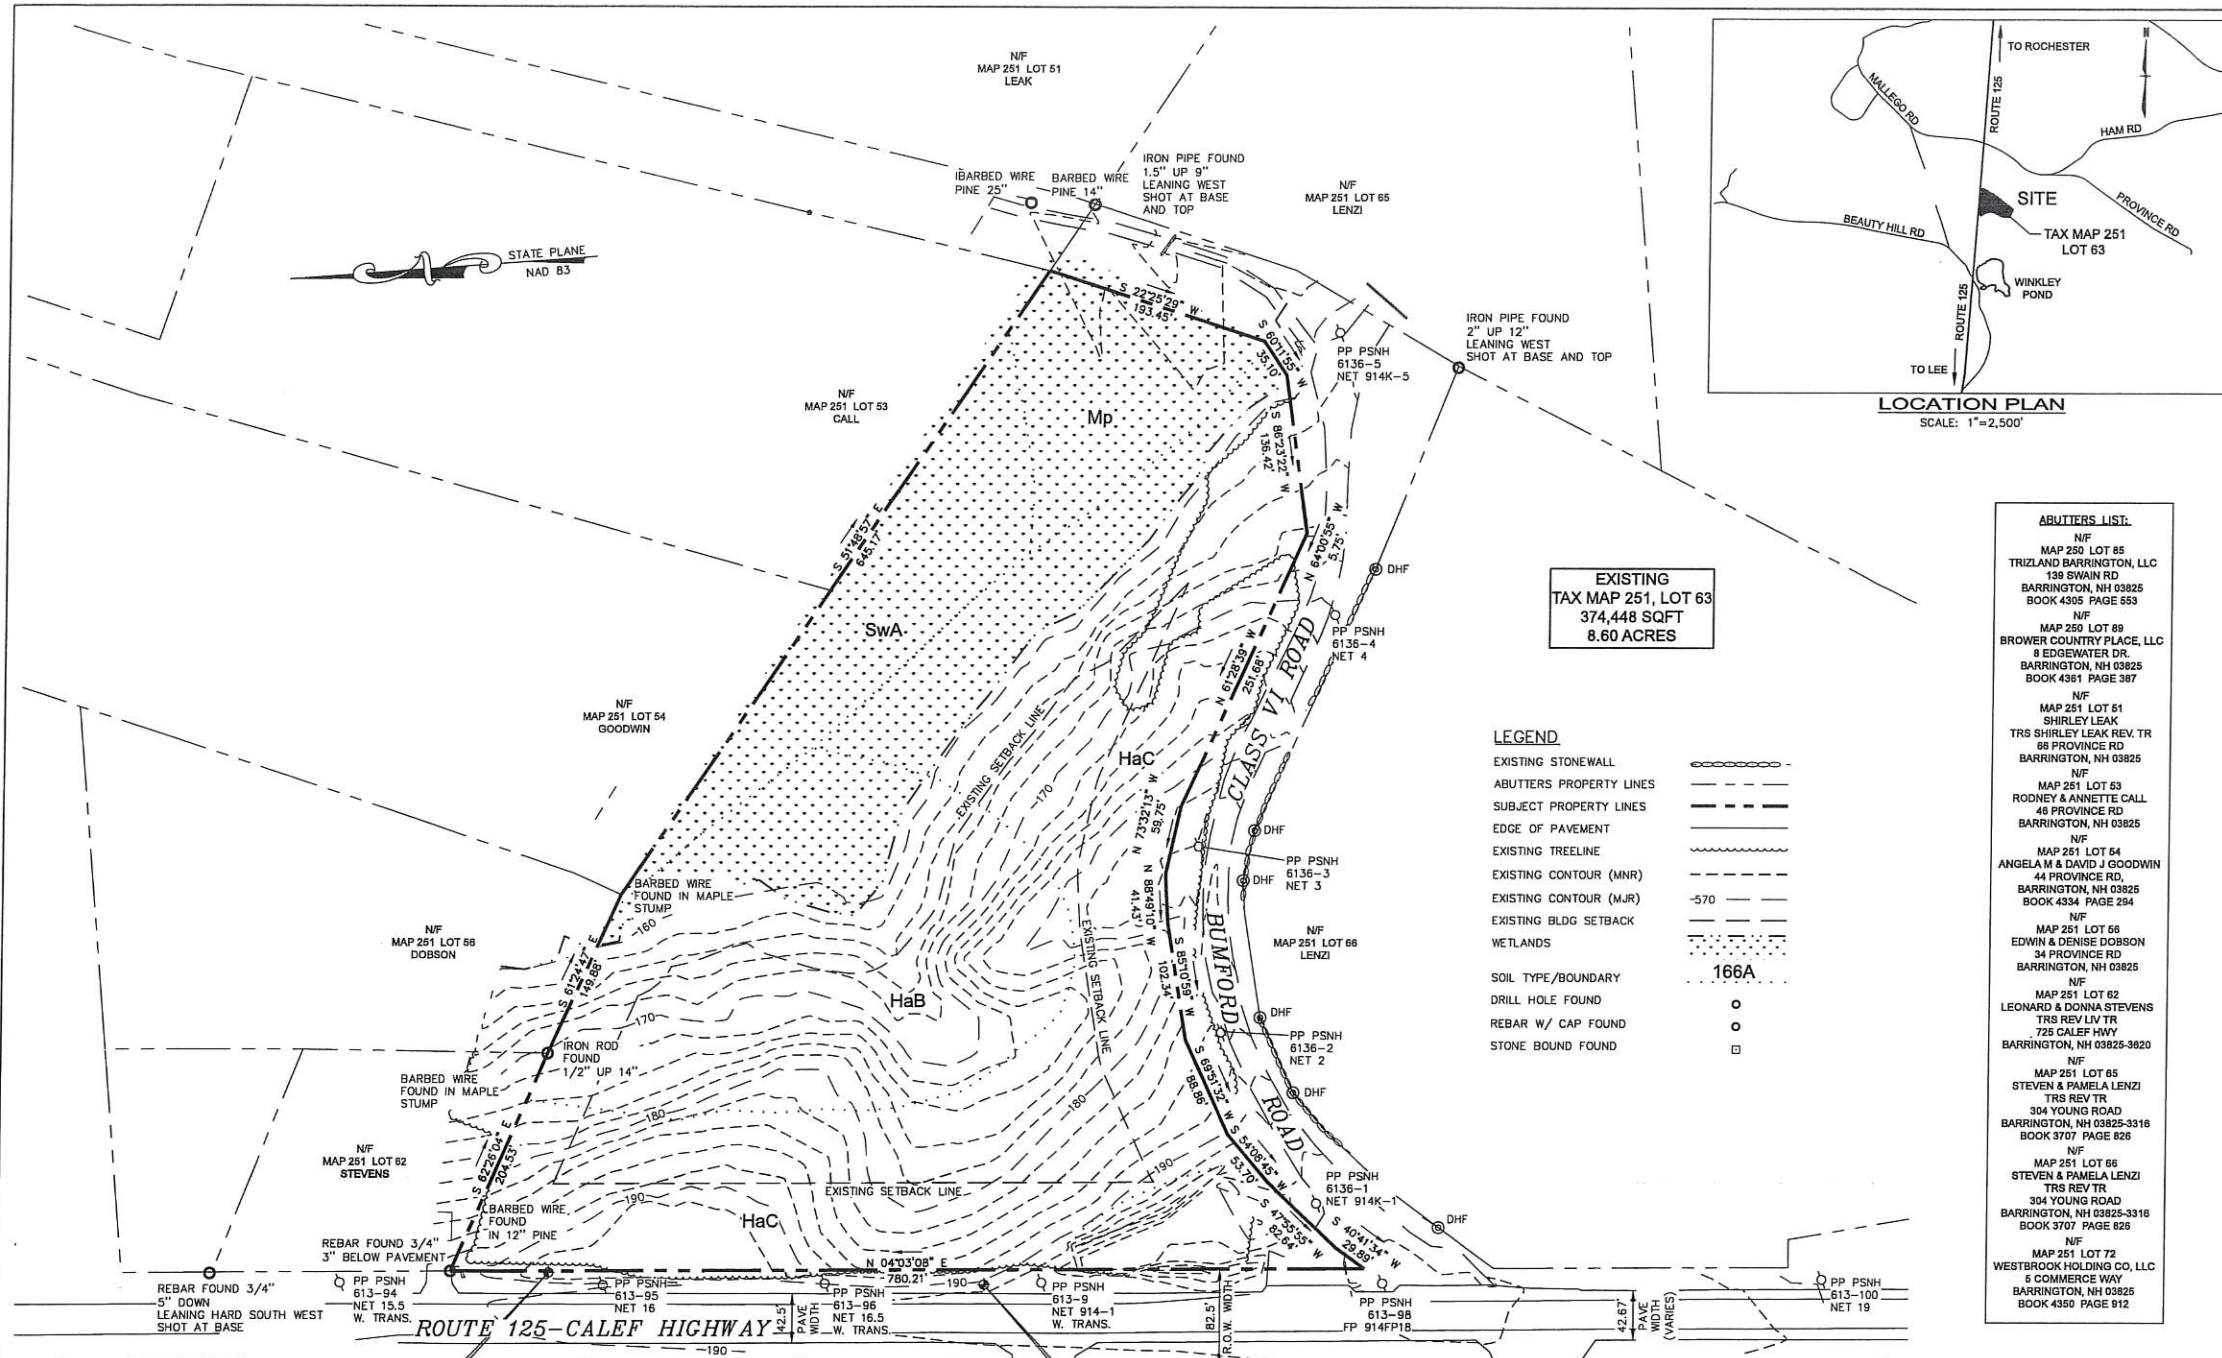 N/F
MAP 251 LOT 51
LEAK
BARBED WIRE
PINE 25"
BARBED WIRE
PINE 14"
IRON PIPE FOUND
1.5" UP 9"
LEANING WEST
SHOT AT BASE
AND TOP
N/F
MAP 251 LOT 65
LENZI
STATE PLANE
NAD 83
TO ROCHESTER
N
MALLEGO RD
ROUTE 125
HAM RD
SITE
PROVINCE RD
BEAUTY HILL RD
TAX MAP 251
LOT 63
WINKLEY
POND
ROUTE 125
TO LEE
LOCATION PLAN
SCALE: 1"=2,500'
S 22°25'29" W
193.45'
S 60°11'55" W
35.10'
PP PSNH
6136-5
NET 914K-5
IRON PIPE FOUND
2" UP 12"
LEANING WEST
SHOT AT BASE AND TOP
N/F
MAP 251 LOT 53
CALL
Mp
S 86°23'22" W
136.42'
S 51°48'57" E
645.17'
N 64°00'55" W
5.75'
DHF
PP PSNH
6136-4
NET 4
EXISTING
TAX MAP 251, LOT 63
374,448 SQFT
8.60 ACRES
SwA
N 61°28'39" W
251.68'
CLASS VI ROAD
N/F
MAP 251 LOT 54
GOODWIN
EXISTING SETBACK LINE
HaC
170
N 73°32'13" W
59.75'
DHF
PP PSNH
6136-3
NET 3
DHF
N 88°49'10" W
41.43'
BARBED WIRE
FOUND IN MAPLE
STUMP
160
N/F
MAP 251 LOT 56
DOBSON
S 61°24'47" E
149.88'
EXISTING SETBACK LINE
S 85°10'59" W
102.34'
BUMFORD
ROAD
N/F
MAP 251 LOT 66
LENZI
HaB
170
DHF
PP PSNH
6136-2
NET 2
IRON ROD
FOUND
1/2" UP 14"
BARBED WIRE
FOUND IN MAPLE
STUMP
180
180
S 69°51'32" W
88.86'
DHF
S 54°08'45" W
53.70'
N/F
MAP 251 LOT 62
STEVENS
S 62°26'04" E
204.53'
190
EXISTING SETBACK LINE
190
PP PSNH
6136-1
NET 914K-1
BARBED WIRE
FOUND
IN 12" PINE
HaC
S 47°55'55" W
82.64'
S 40°41'34" W
29.89'
DHF
REBAR FOUND 3/4"
3" BELOW PAVEMENT
N 04°03'08" E
780.21'
190
REBAR FOUND 3/4"
5" DOWN
LEANING HARD SOUTH WEST
SHOT AT BASE
PP PSNH
613-94
NET 15.5
W. TRANS.
PP PSNH
613-95
NET 16
PP PSNH
613-96
NET 16.5
W. TRANS.
PP PSNH
613-9
NET 914-1
W. TRANS.
PP PSNH
613-98
FP 914FP18
PP PSNH
613-100
NET 19
ROUTE 125-CALEF HIGHWAY
42.5'
PAVE
WIDTH
82.5'
R.O.W. WIDTH
42.67'
PAVE
WIDTH
(VARIES)
190
LEGEND
EXISTING STONEWALL
ABUTTERS PROPERTY LINES
SUBJECT PROPERTY LINES
EDGE OF PAVEMENT
EXISTING TREELINE
EXISTING CONTOUR (MNR)
EXISTING CONTOUR (MJR) 570
EXISTING BLDG SETBACK
WETLANDS
SOIL TYPE/BOUNDARY 166A
DRILL HOLE FOUND
REBAR W/ CAP FOUND
STONE BOUND FOUND
ABUTTERS LIST:
N/F
MAP 250 LOT 85
TRIZLAND BARRINGTON, LLC
139 SWAIN RD
BARRINGTON, NH 03825
BOOK 4305 PAGE 553
N/F
MAP 250 LOT 89
BROWER COUNTRY PLACE, LLC
8 EDGEWATER DR.
BARRINGTON, NH 03825
BOOK 4361 PAGE 387
N/F
MAP 251 LOT 51
SHIRLEY LEAK
TRS SHIRLEY LEAK REV. TR
66 PROVINCE RD
BARRINGTON, NH 03825
N/F
MAP 251 LOT 53
RODNEY & ANNETTE CALL
46 PROVINCE RD
BARRINGTON, NH 03825
N/F
MAP 251 LOT 54
ANGELA M & DAVID J GOODWIN
44 PROVINCE RD,
BARRINGTON, NH 03825
BOOK 4334 PAGE 294
N/F
MAP 251 LOT 56
EDWIN & DENISE DOBSON
34 PROVINCE RD
BARRINGTON, NH 03825
N/F
MAP 251 LOT 62
LEONARD & DONNA STEVENS
TRS REV LIV TR
725 CALEF HWY
BARRINGTON, NH 03825-3620
N/F
MAP 251 LOT 65
STEVEN & PAMELA LENZI
TRS REV TR
304 YOUNG ROAD
BARRINGTON, NH 03825-3316
BOOK 3707 PAGE 826
N/F
MAP 251 LOT 66
STEVEN & PAMELA LENZI
TRS REV TR
304 YOUNG ROAD
BARRINGTON, NH 03825-3316
BOOK 3707 PAGE 826
N/F
MAP 251 LOT 72
WESTBROOK HOLDING CO, LLC
5 COMMERCE WAY
BARRINGTON, NH 03825
BOOK 4350 PAGE 912